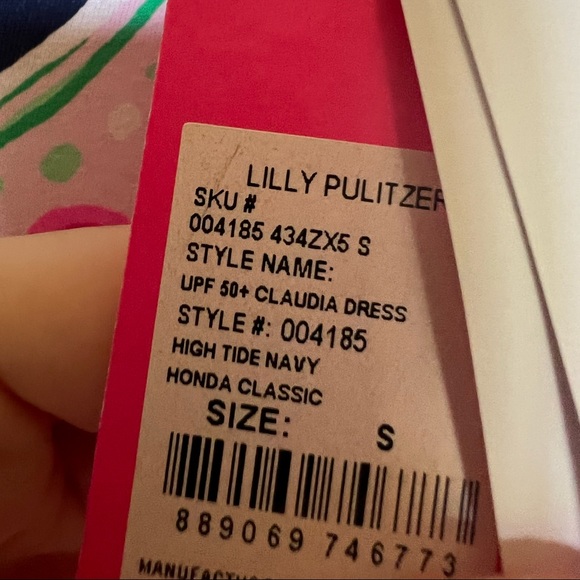 LILLY PULITZER
SKU #
004185 434ZX5 S
STYLE NAME:
UPF 50+ CLAUDIA DRESS
STYLE #: 004185
HIGH TIDE NAVY
HONDA CLASSIC
SIZE: S
889069 746773